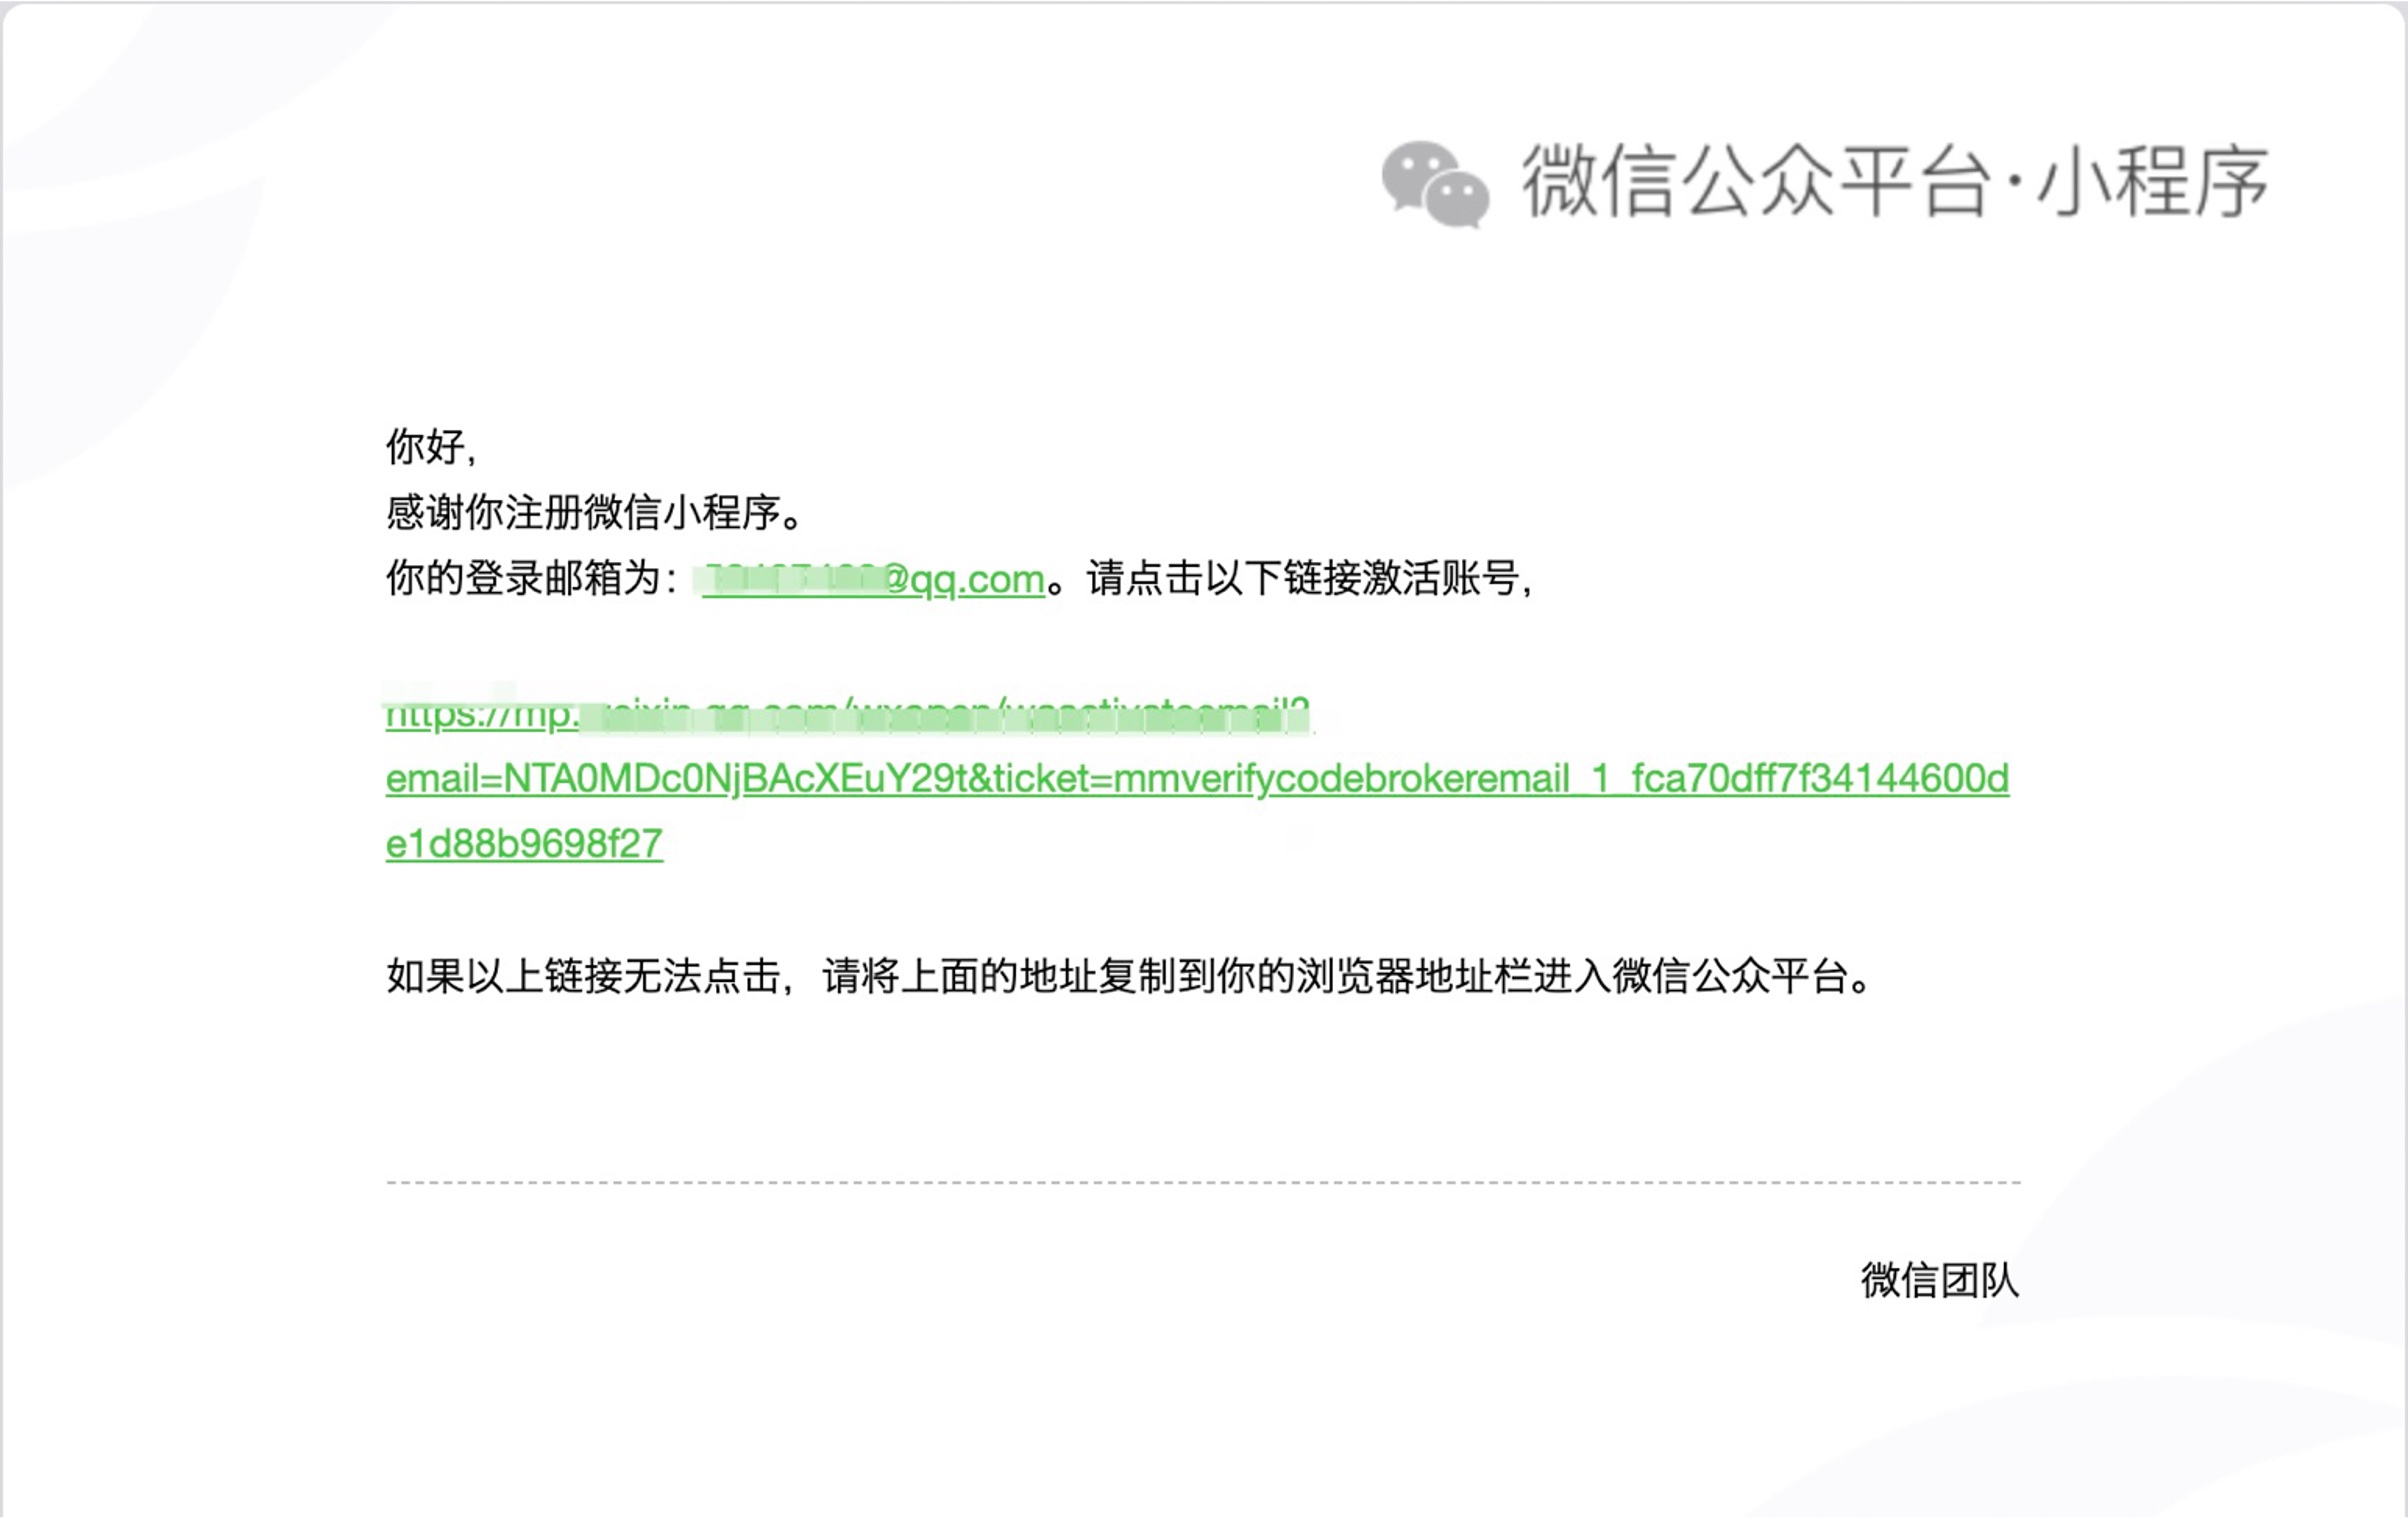 微信公众平台·小程序
你好,
感谢你注册微信小程序。
你的登录邮箱为：@qq.com。请点击以下链接激活账号,
https://mp.
email=NTA0MDc0NjBAcXEuY29t&ticket=mmverifycodebrokeremail_1_fca70dff7f34144600d
e1d88b9698f27
如果以上链接无法点击，请将上面的地址复制到你的浏览器地址栏进入微信公众平台。
微信团队